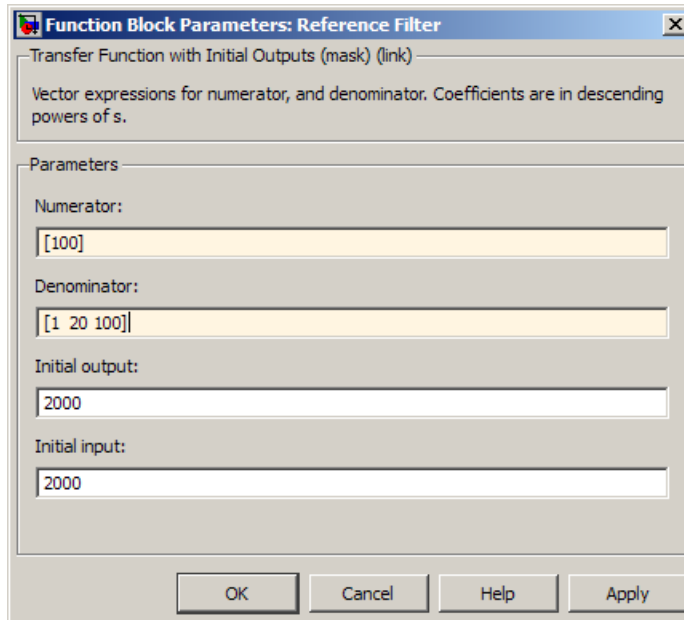 Function Block Parameters: Reference Filter
Transfer Function with Initial Outputs (mask) (link)
Vector expressions for numerator, and denominator. Coefficients are in descending
powers of s.
Parameters
Numerator:
[100]
Denominator:
[1 20 100]
Initial output:
2000
Initial input:
2000
OK Cancel Help Apply